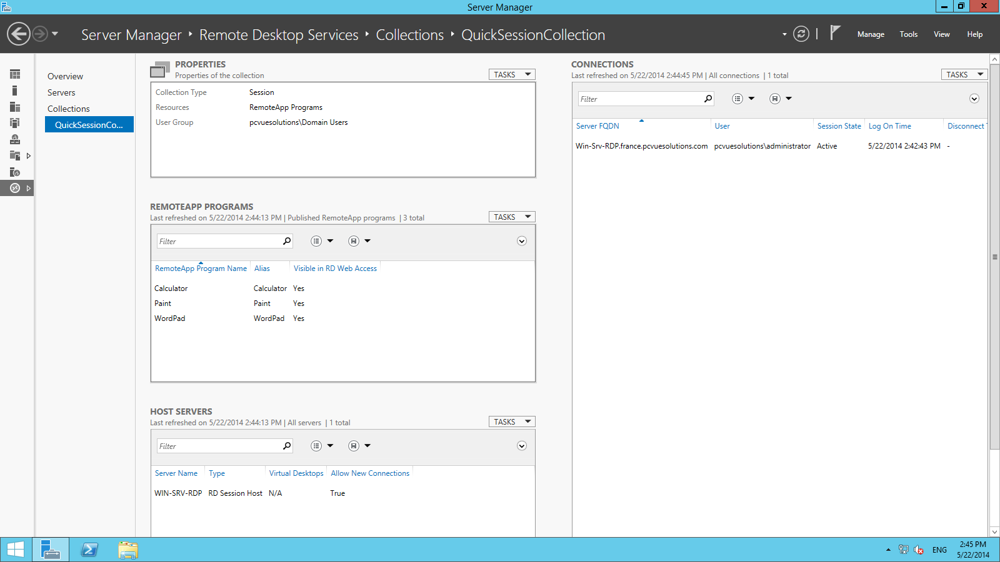 Server Manager
Server Manager ‣ Remote Desktop Services ‣ Collections ‣ QuickSessionCollection
Manage Tools View Help
Overview
Servers
Collections
QuickSessionCo...
PROPERTIES
Properties of the collection
TASKS
Collection Type Session
Resources RemoteApp Programs
User Group pcvuesolutions\Domain Users
REMOTEAPP PROGRAMS
Last refreshed on 5/22/2014 2:44:13 PM | Published RemoteApp programs | 3 total
TASKS
Filter
RemoteApp Program Name Alias Visible in RD Web Access
Calculator Calculator Yes
Paint Paint Yes
WordPad WordPad Yes
HOST SERVERS
Last refreshed on 5/22/2014 2:44:13 PM | All servers | 1 total
TASKS
Filter
Server Name Type Virtual Desktops Allow New Connections
WIN-SRV-RDP RD Session Host N/A True
CONNECTIONS
Last refreshed on 5/22/2014 2:44:45 PM | All connections | 1 total
TASKS
Filter
Server FQDN User Session State Log On Time Disconnect T
Win-Srv-RDP.france.pcvuesolutions.com pcvuesolutions\administrator Active 5/22/2014 2:42:43 PM -
ENG
2:45 PM
5/22/2014